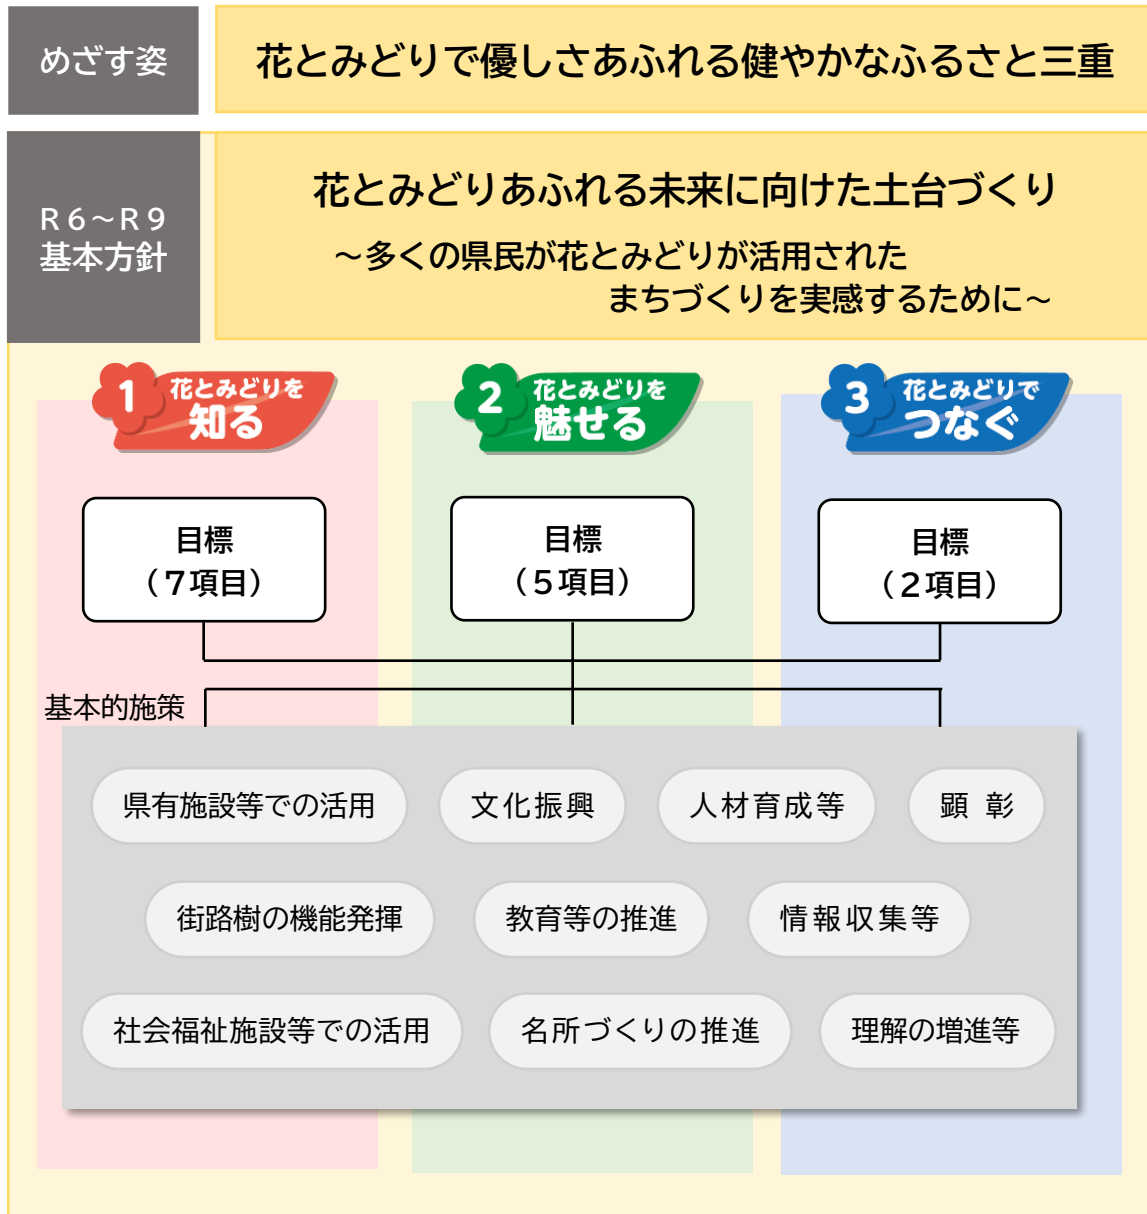 めざす姿
花とみどりで優しさあふれる健やかなふるさと三重
R6～R9
基本方針
花とみどりあふれる未来に向けた土台づくり
～多くの県民が花とみどりが活用された
まちづくりを実感するために～
1 花とみどりを
知る
2 花とみどりを
魅せる
3 花とみどりで
つなぐ
目標
（７項目）
目標
（５項目）
目標
（２項目）
基本的施策
県有施設等での活用
文化振興
人材育成等
顕 彰
街路樹の機能発揮
教育等の推進
情報収集等
社会福祉施設等での活用
名所づくりの推進
理解の増進等